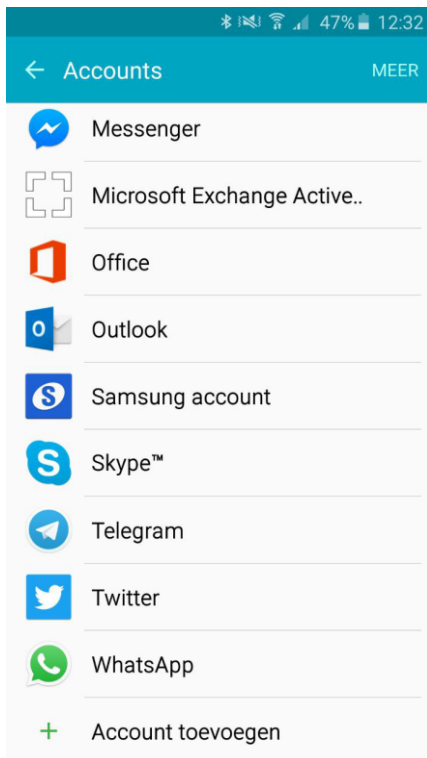 47% 12:32
Accounts MEER
Messenger
Microsoft Exchange Active..
Office
Outlook
Samsung account
Skype™
Telegram
Twitter
WhatsApp
Account toevoegen